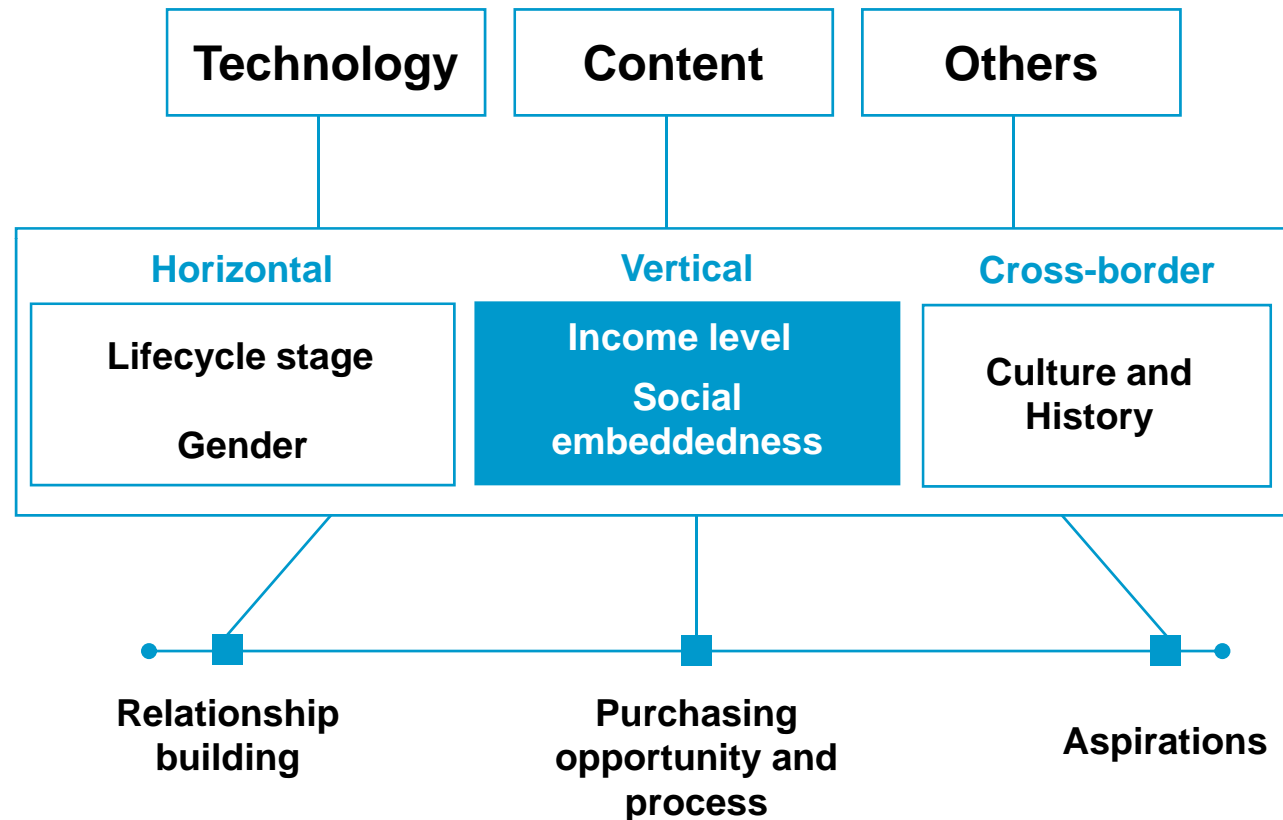 Technology
Content
Others
Horizontal
Vertical
Cross-border
Lifecycle stage
Gender
Income level
Social
embeddedness
Culture and
History
Relationship
building
Purchasing
opportunity and
process
Aspirations